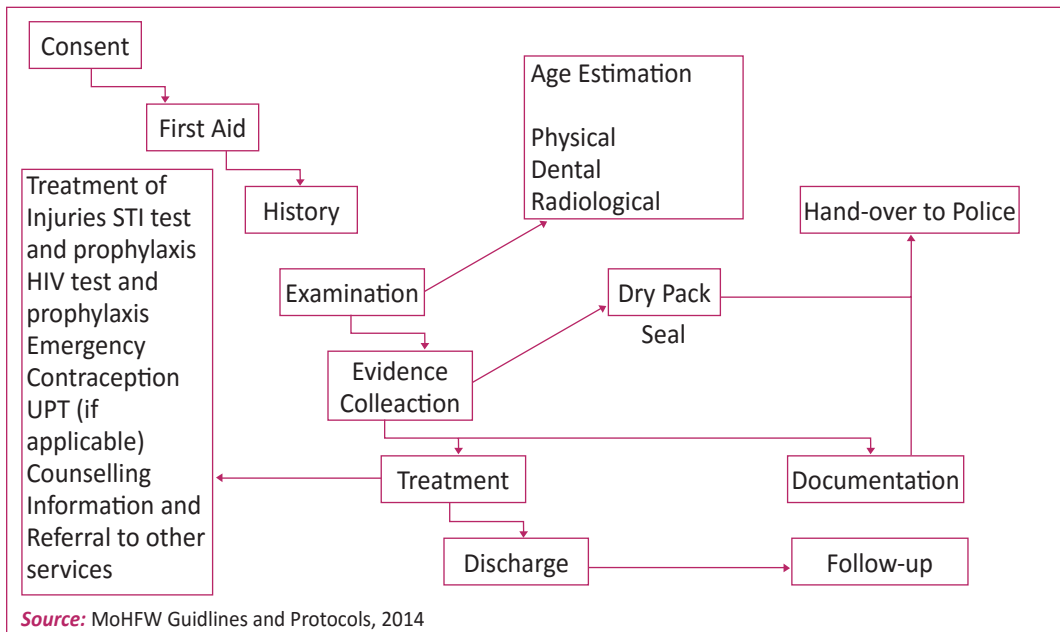 Consent
First Aid
History
Age Estimation
Physical
Dental
Radiological
Treatment of
Injuries STI test
and prophylaxis
HIV test and
prophylaxis
Emergency
Contraception
UPT (if
applicable)
Counselling
Information and
Referral to other
services
Examination
Dry Pack
Seal
Hand-over to Police
Evidence
Colleaction
Treatment
Documentation
Discharge
Follow-up
Source: MoHFW Guidlines and Protocols, 2014